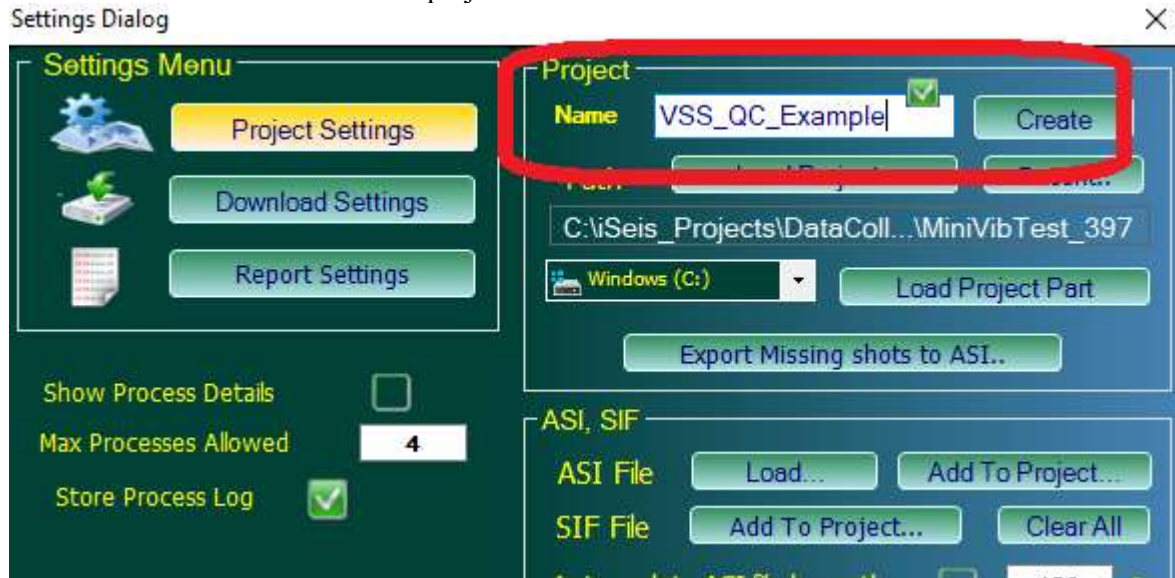 Settings Dialog
Settings Menu
Project Settings
Download Settings
Report Settings
Show Process Details
Max Processes Allowed 4
Store Process Log
Project
Name VSS_QC_Example Create
C:\iSeis_Projects\DataColl...\MiniVibTest_397
Windows (C:) Load Project Part
Export Missing shots to ASI..
ASI, SIF
ASI File Load... Add To Project...
SIF File Add To Project... Clear All